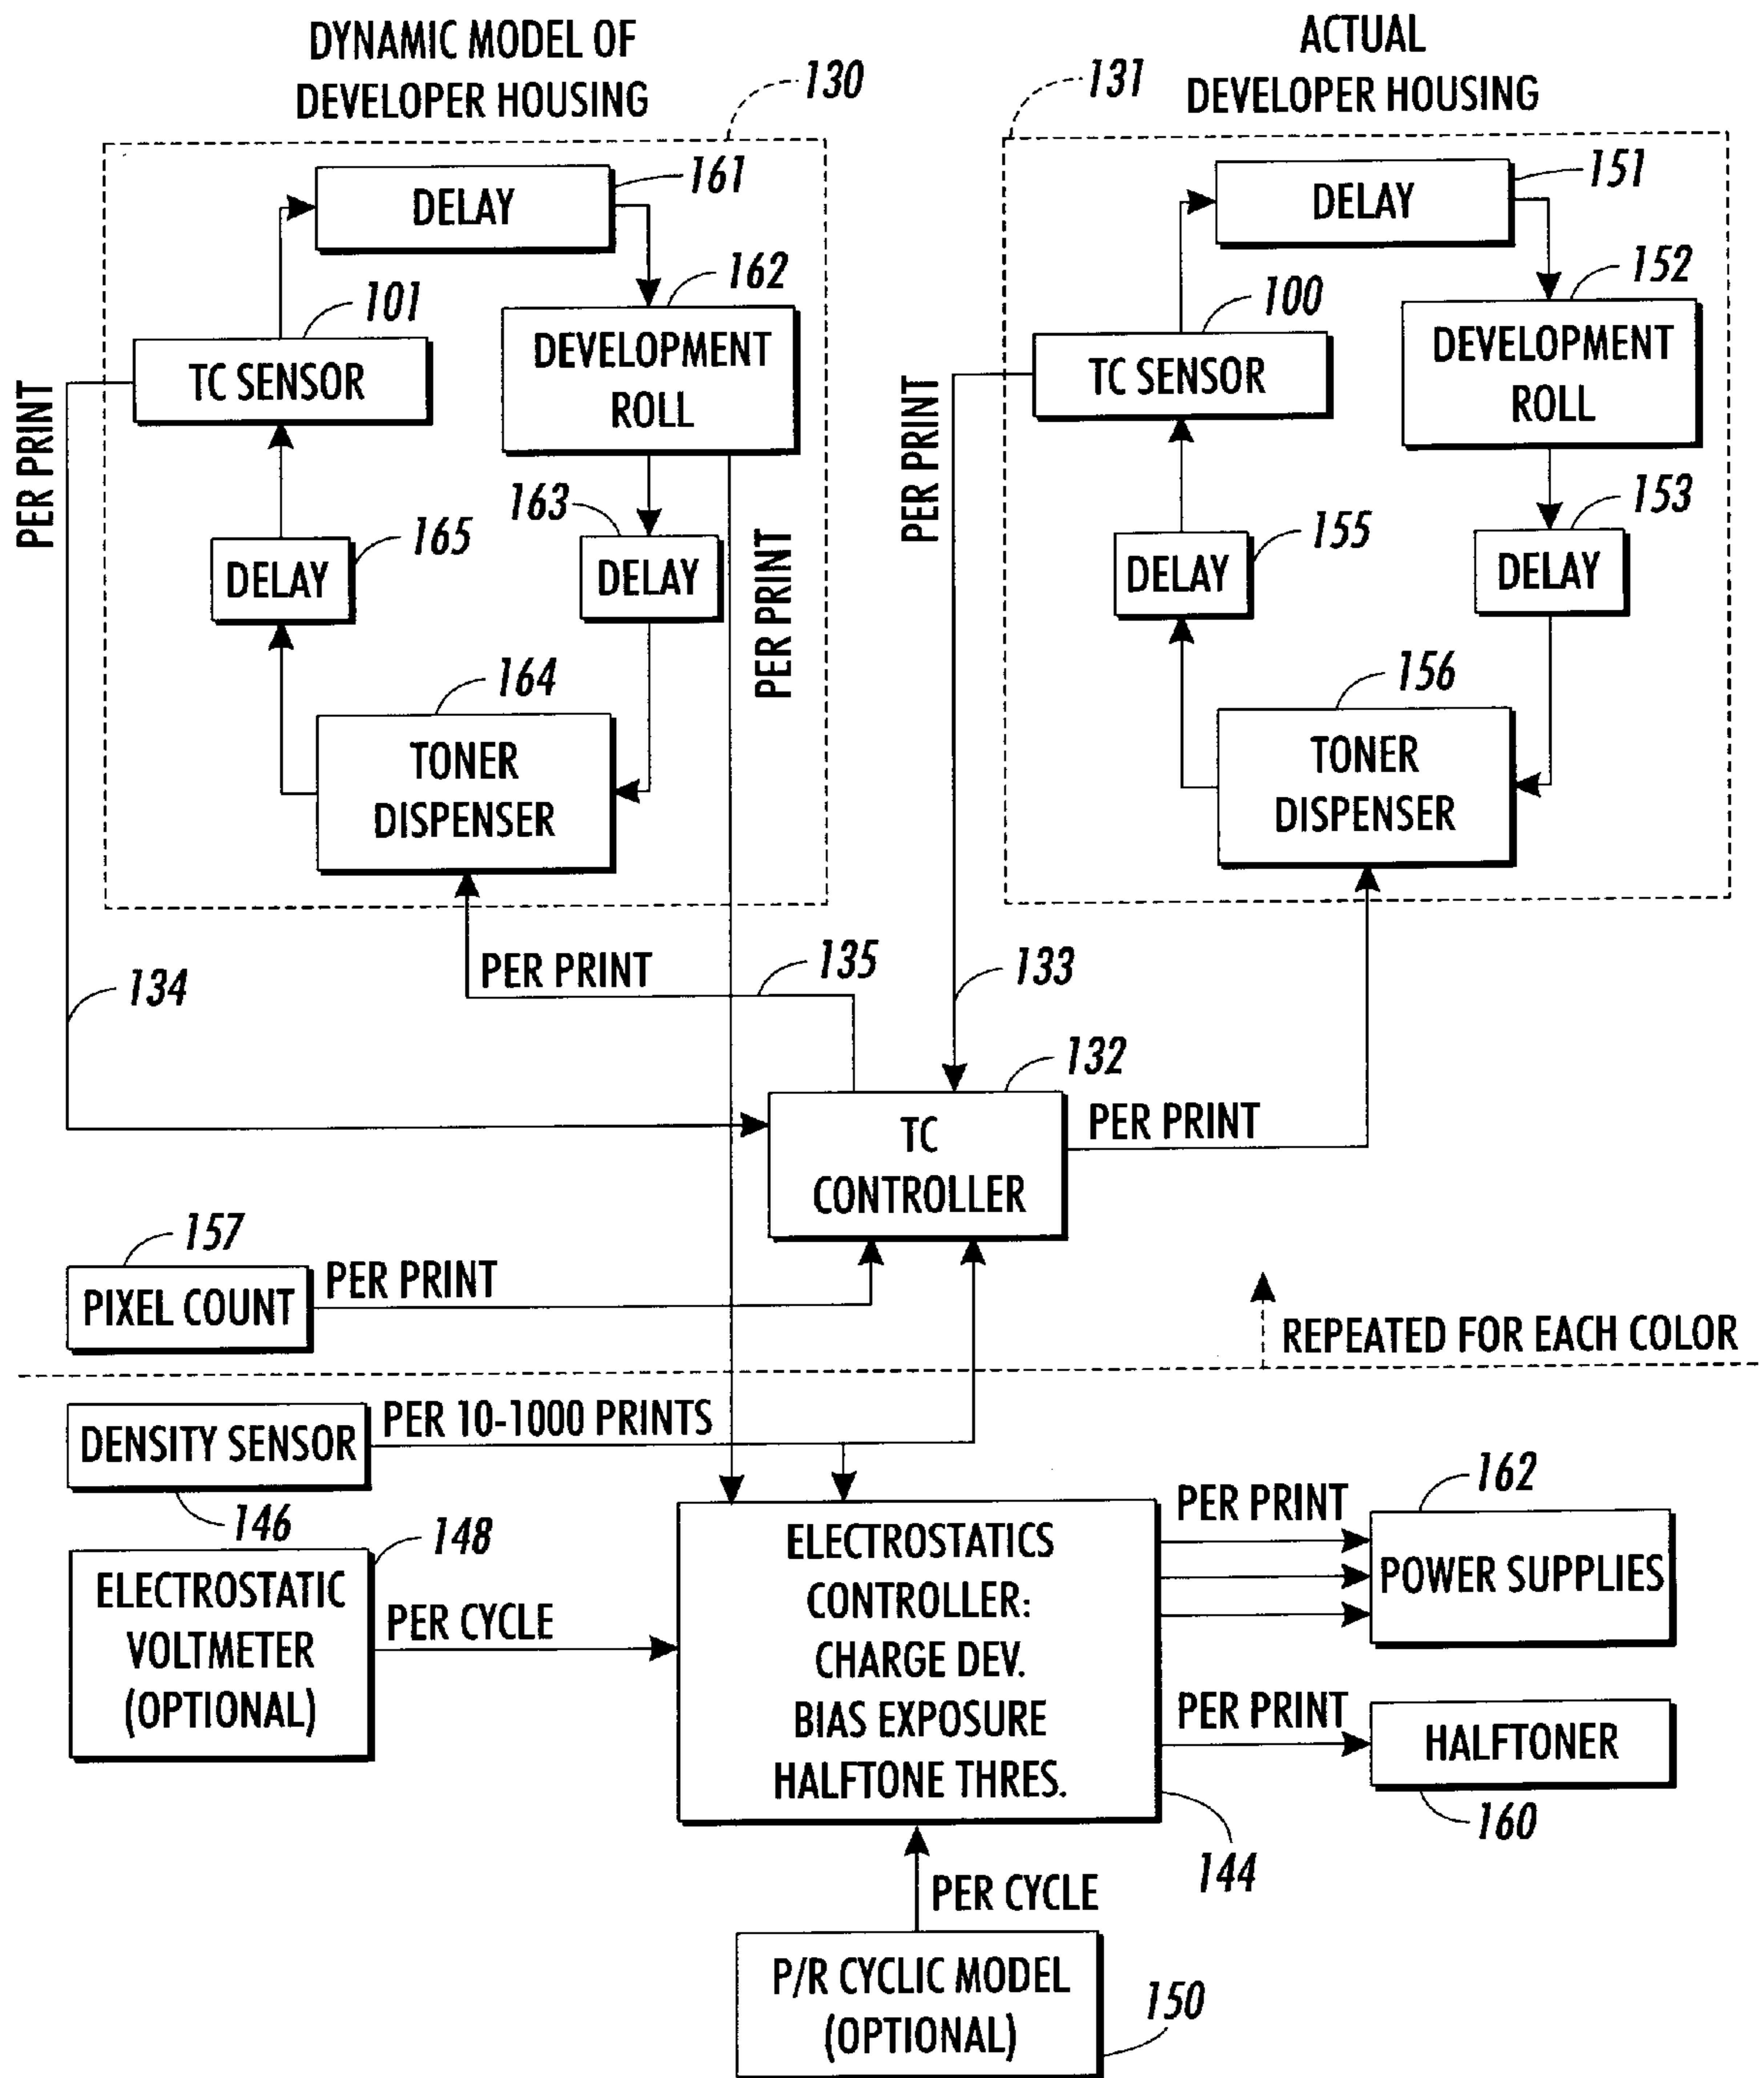 DYNAMIC MODEL OF
DEVELOPER HOUSING
130
ACTUAL
DEVELOPER HOUSING
131
161
DELAY
162
101
DEVELOPMENT
ROLL
TC SENSOR
PER PRINT
163
165
DELAY
DELAY
PER PRINT
164
TONER
DISPENSER
151
DELAY
152
100
DEVELOPMENT
ROLL
TC SENSOR
PER PRINT
153
155
DELAY
DELAY
156
TONER
DISPENSER
134
PER PRINT
135
133
132
TC
CONTROLLER
PER PRINT
157
PIXEL COUNT
PER PRINT
REPEATED FOR EACH COLOR
DENSITY SENSOR
PER 10-1000 PRINTS
146
148
ELECTROSTATIC
VOLTMETER
(OPTIONAL)
PER CYCLE
ELECTROSTATICS
CONTROLLER:
CHARGE DEV.
BIAS EXPOSURE
HALFTONE THRES.
144
PER PRINT
162
POWER SUPPLIES
PER PRINT
HALFTONER
160
PER CYCLE
P/R CYCLIC MODEL
(OPTIONAL)
150